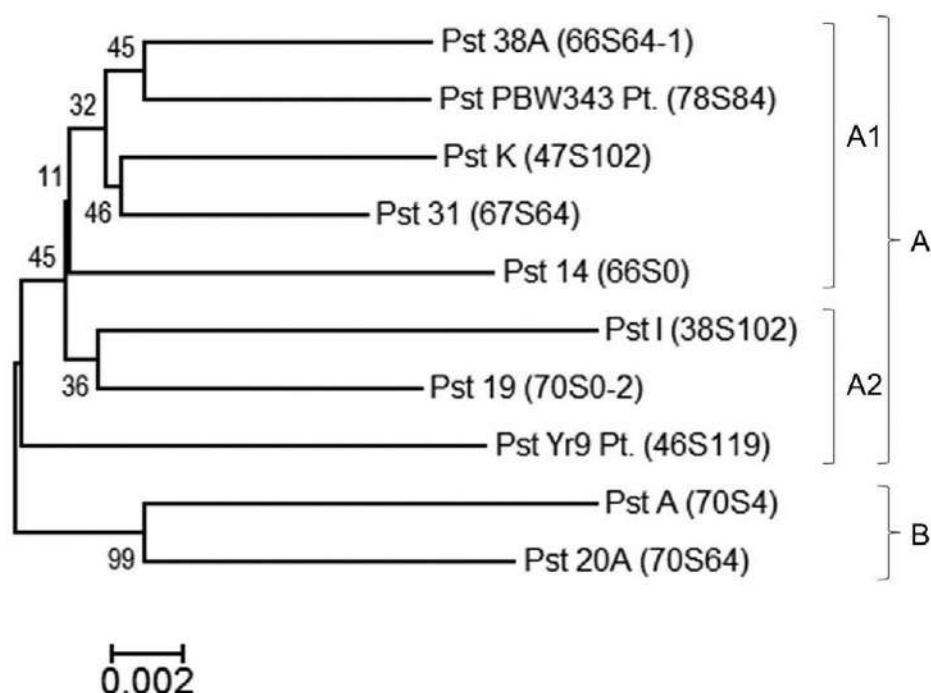 45
Pst 38A (66S64-1)
Pst PBW343 Pt. (78S84)
32
A1
Pst K (47S102)
11
46
Pst 31 (67S64)
45
A
Pst 14 (66S0)
Pst I (38S102)
36
Pst 19 (70S0-2)
A2
Pst Yr9 Pt. (46S119)
Pst A (70S4)
B
99
Pst 20A (70S64)
0.002